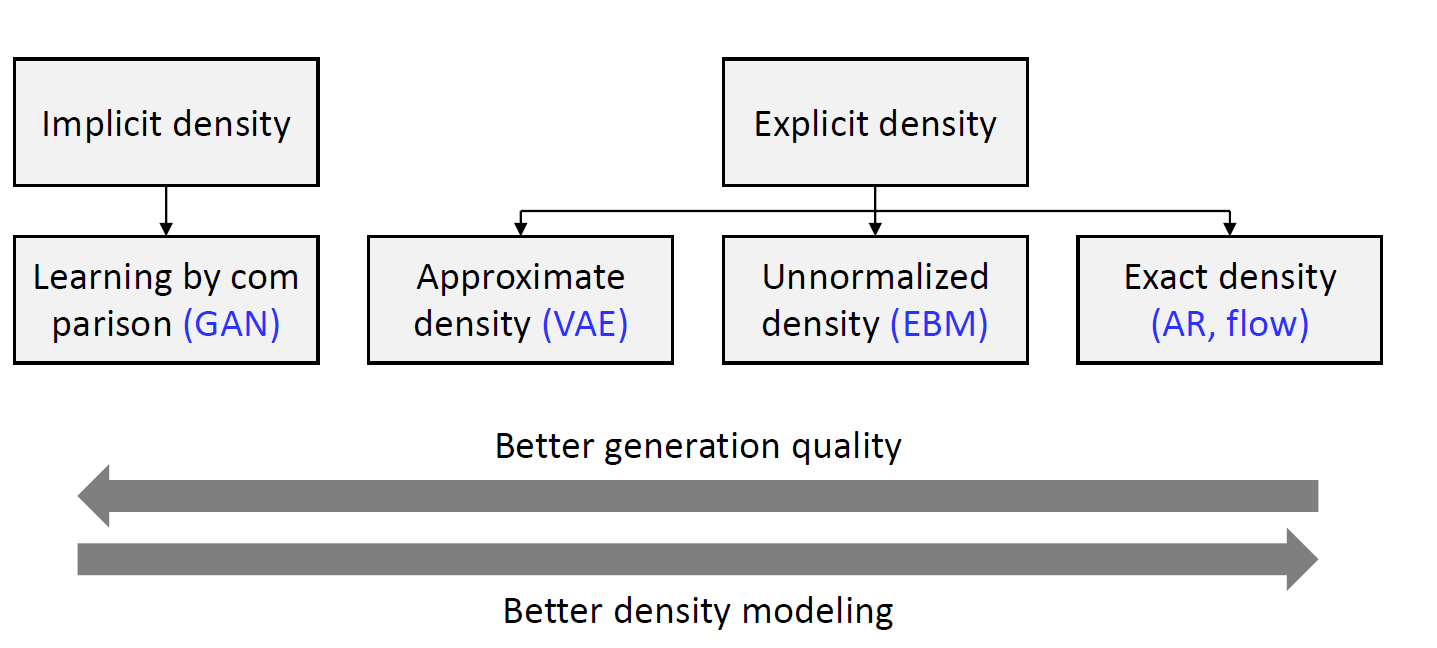 Implicit density
Explicit density
Learning by com
parison (GAN)
Approximate
density (VAE)
Unnormalized
density (EBM)
Exact density
(AR, flow)
Better generation quality
Better density modeling